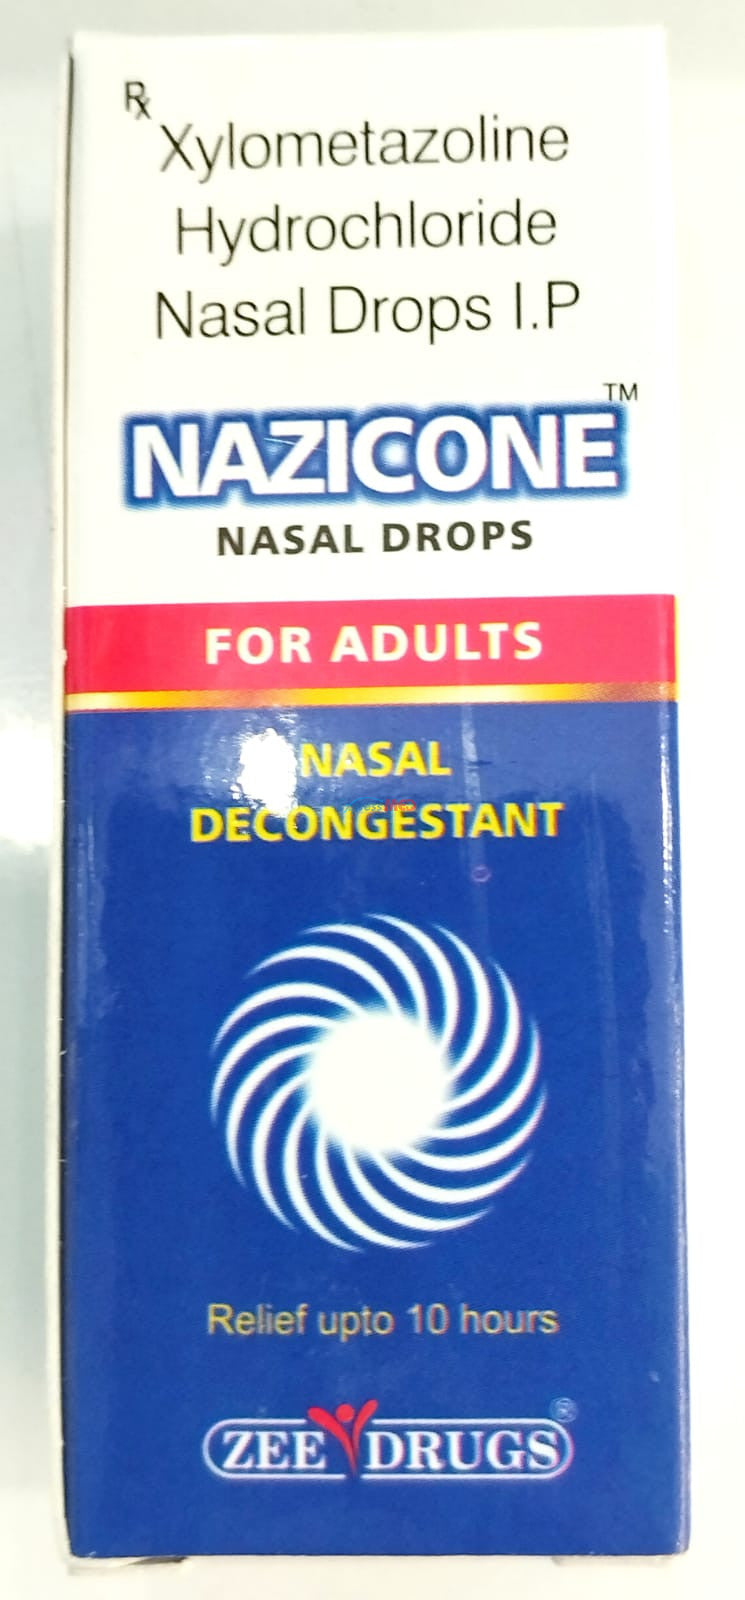 Rx
Xylometazoline
Hydrochloride
Nasal Drops I.P
NAZICONE™
NASAL DROPS
FOR ADULTS
NASAL
DECONGESTANT
Relief upto 10 hours
ZEE DRUGS®